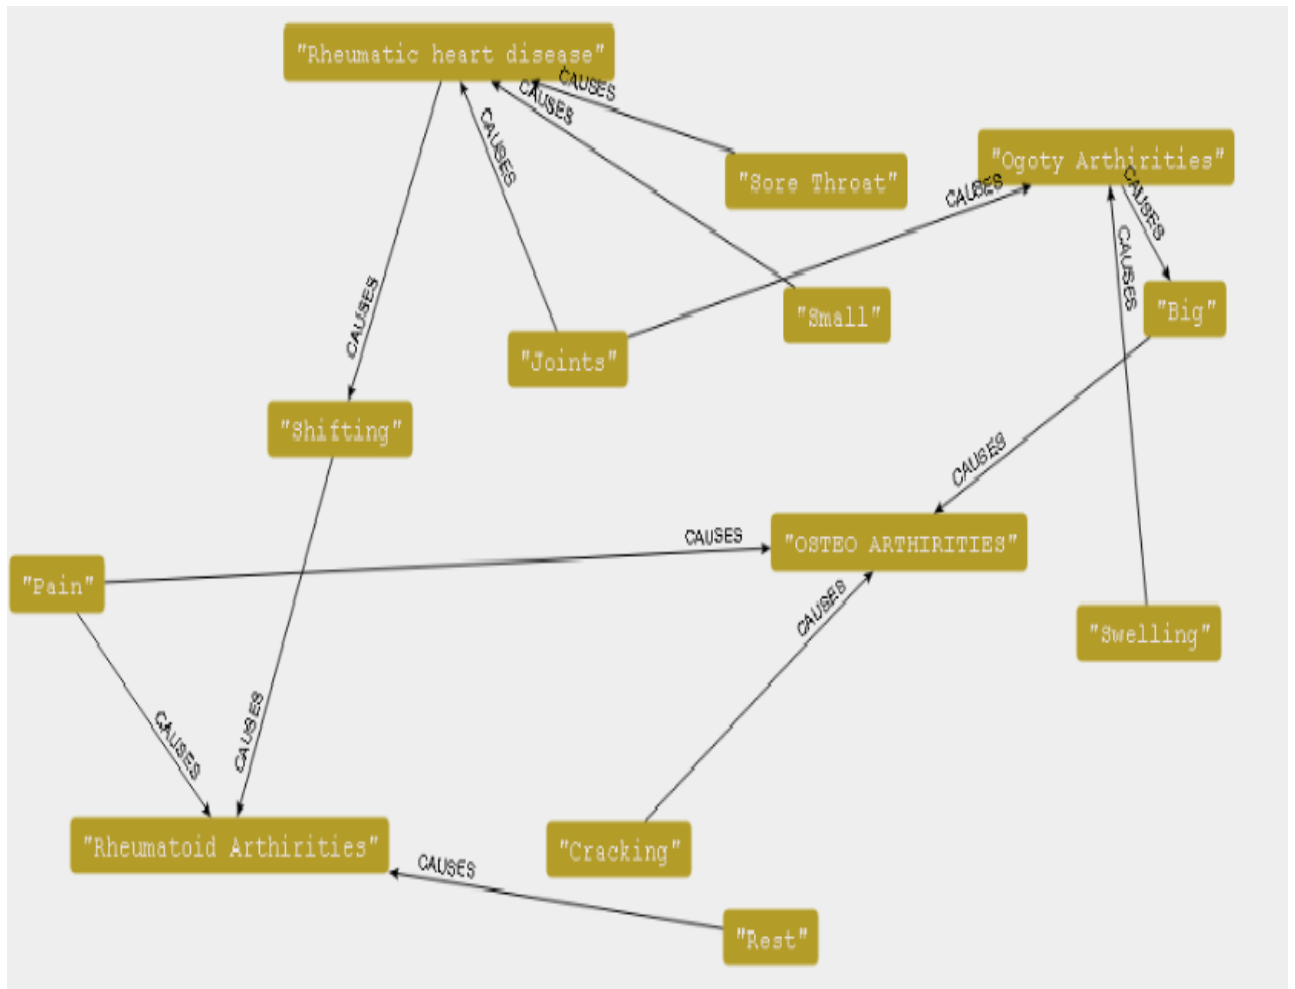 "Rheumatic heart disease"
CAUSES
CAUSES
CAUSES
"Sore Throat"
"Ogoty Arthirities"
CAUSES
CAUSES
CAUSES
"Small"
"Big"
CAUSES
"Joints"
"Shifting"
CAUSES
CAUSES
"OSTEO ARTHIRITIES"
"Pain"
CAUSES
"Swelling"
CAUSES
CAUSES
"Rheumatoid Arthirities"
CAUSES
"Cracking"
"Rest"